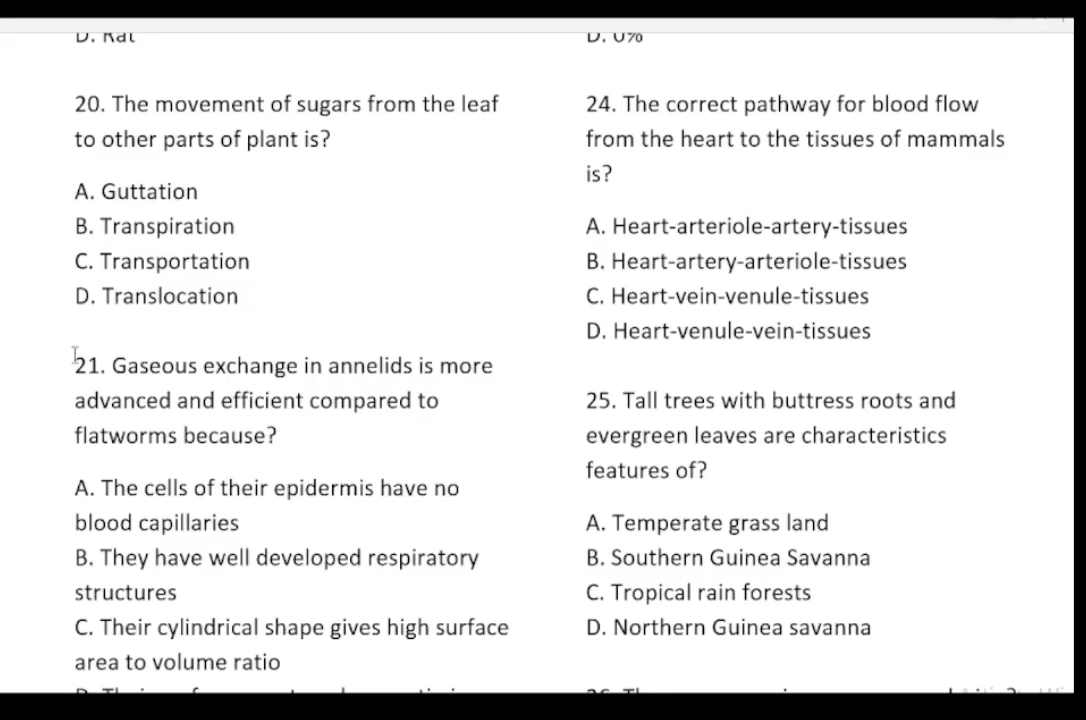 D. Rat
20. The movement of sugars from the leaf
to other parts of plant is?
A. Guttation
B. Transpiration
C. Transportation
D. Translocation
21. Gaseous exchange in annelids is more
advanced and efficient compared to
flatworms because?
A. The cells of their epidermis have no
blood capillaries
B. They have well developed respiratory
structures
C. Their cylindrical shape gives high surface
area to volume ratio
D. 0%
24. The correct pathway for blood flow
from the heart to the tissues of mammals
is?
A. Heart-arteriole-artery-tissues
B. Heart-artery-arteriole-tissues
C. Heart-vein-venule-tissues
D. Heart-venule-vein-tissues
25. Tall trees with buttress roots and
evergreen leaves are characteristics
features of?
A. Temperate grass land
B. Southern Guinea Savanna
C. Tropical rain forests
D. Northern Guinea savanna